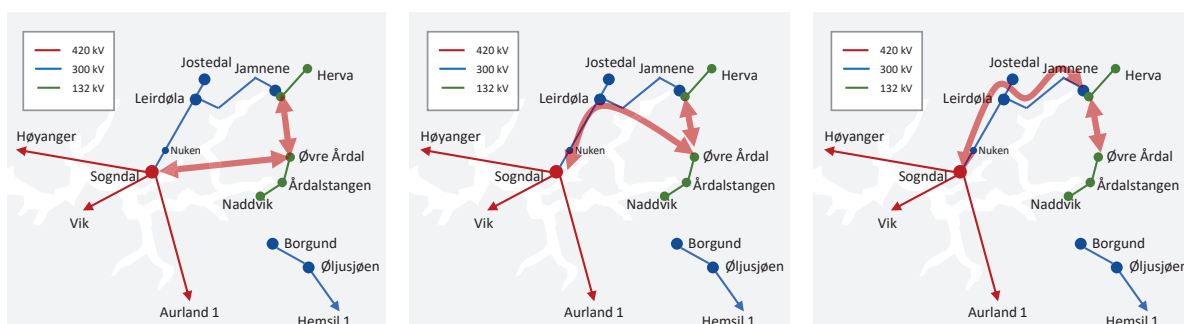 420 kV
300 kV
132 kV
Jostedal
Jamnene
Herva
Leirdøla
Høyanger
Nuken
Øvre Årdal
Sogndal
Årdalstangen
Naddvik
Vik
Borgund
Øljusjøen
Aurland 1
Hemsil 1
420 kV
300 kV
132 kV
Jostedal
Jamnene
Herva
Leirdøla
Høyanger
Nuken
Øvre Årdal
Sogndal
Årdalstangen
Naddvik
Vik
Borgund
Øljusjøen
Aurland 1
Hemsil 1
420 kV
300 kV
132 kV
Jostedal
Jamnene
Herva
Leirdøla
Høyanger
Nuken
Øvre Årdal
Sogndal
Årdalstangen
Naddvik
Vik
Borgund
Øljusjøen
Aurland 1
Hemsil 1